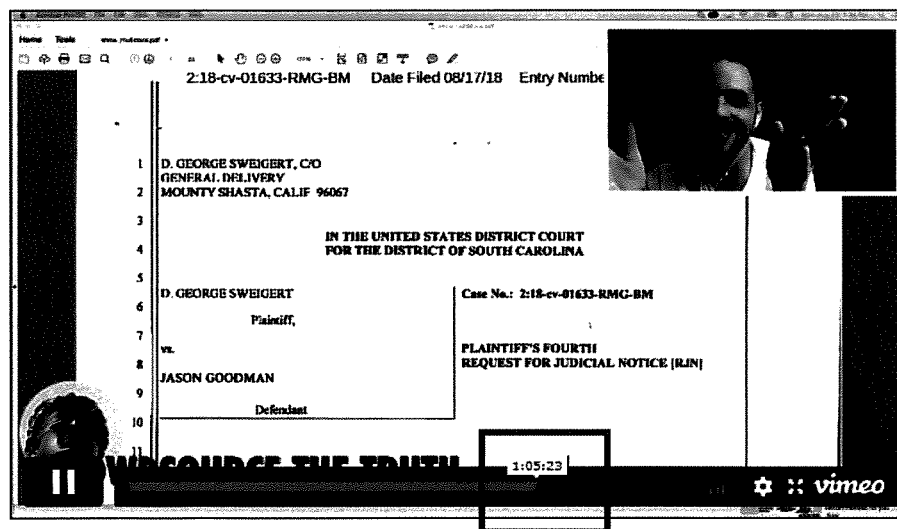 Home Tools
2:18-cv-01633-RMG-BM Date Filed 08/17/18 Entry Numbe
1 D. GEORGE SWEIGERT, C/O
GENERAL DELIVERY
2 MOUNTY SHASTA, CALIF 96067
3
IN THE UNITED STATES DISTRICT COURT
4 FOR THE DISTRICT OF SOUTH CAROLINA
5
D. GEORGE SWEIGERT Case No.: 2:18-cv-01633-RMG-BM
6
Plaintiff,
7
vs. PLAINTIFF'S FOURTH
8 REQUEST FOR JUDICIAL NOTICE [RJN]
JASON GOODMAN
9
Defendant
10
11
WDSOURCE THE TRUTH
1:05:23
vimeo